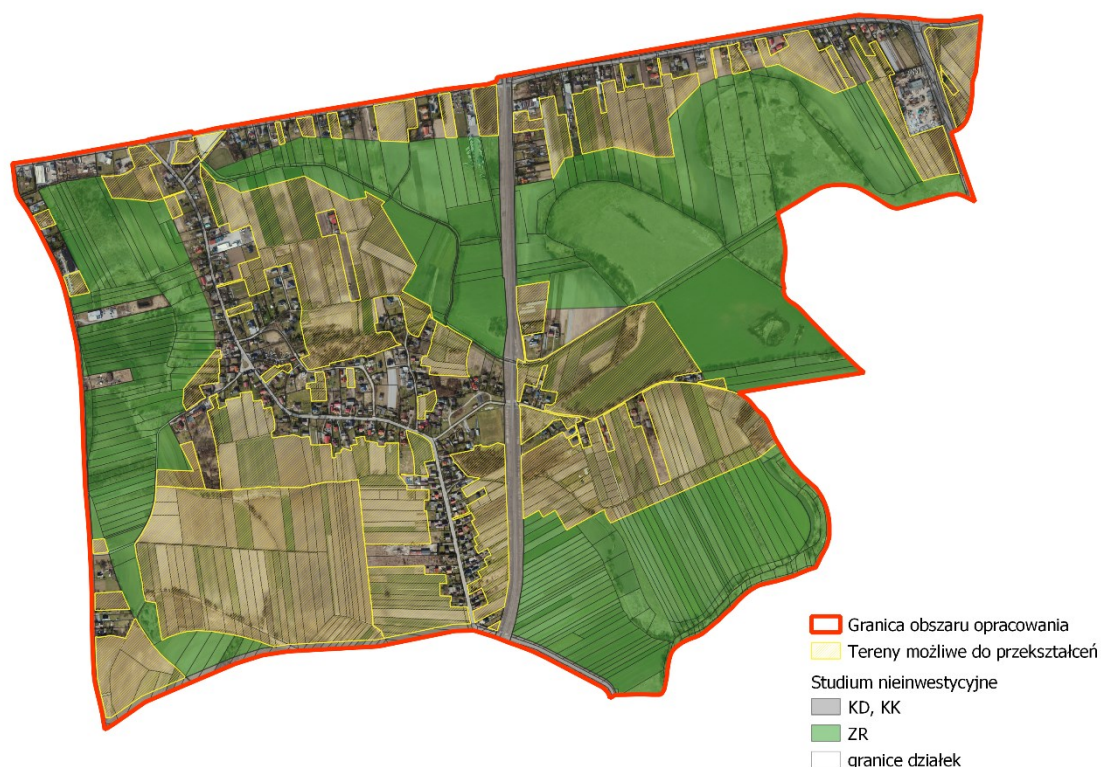 Granica obszaru opracowania
Tereny możliwe do przekształceń
Studium nieinwestycyjne
KD, KK
ZR
granice działek